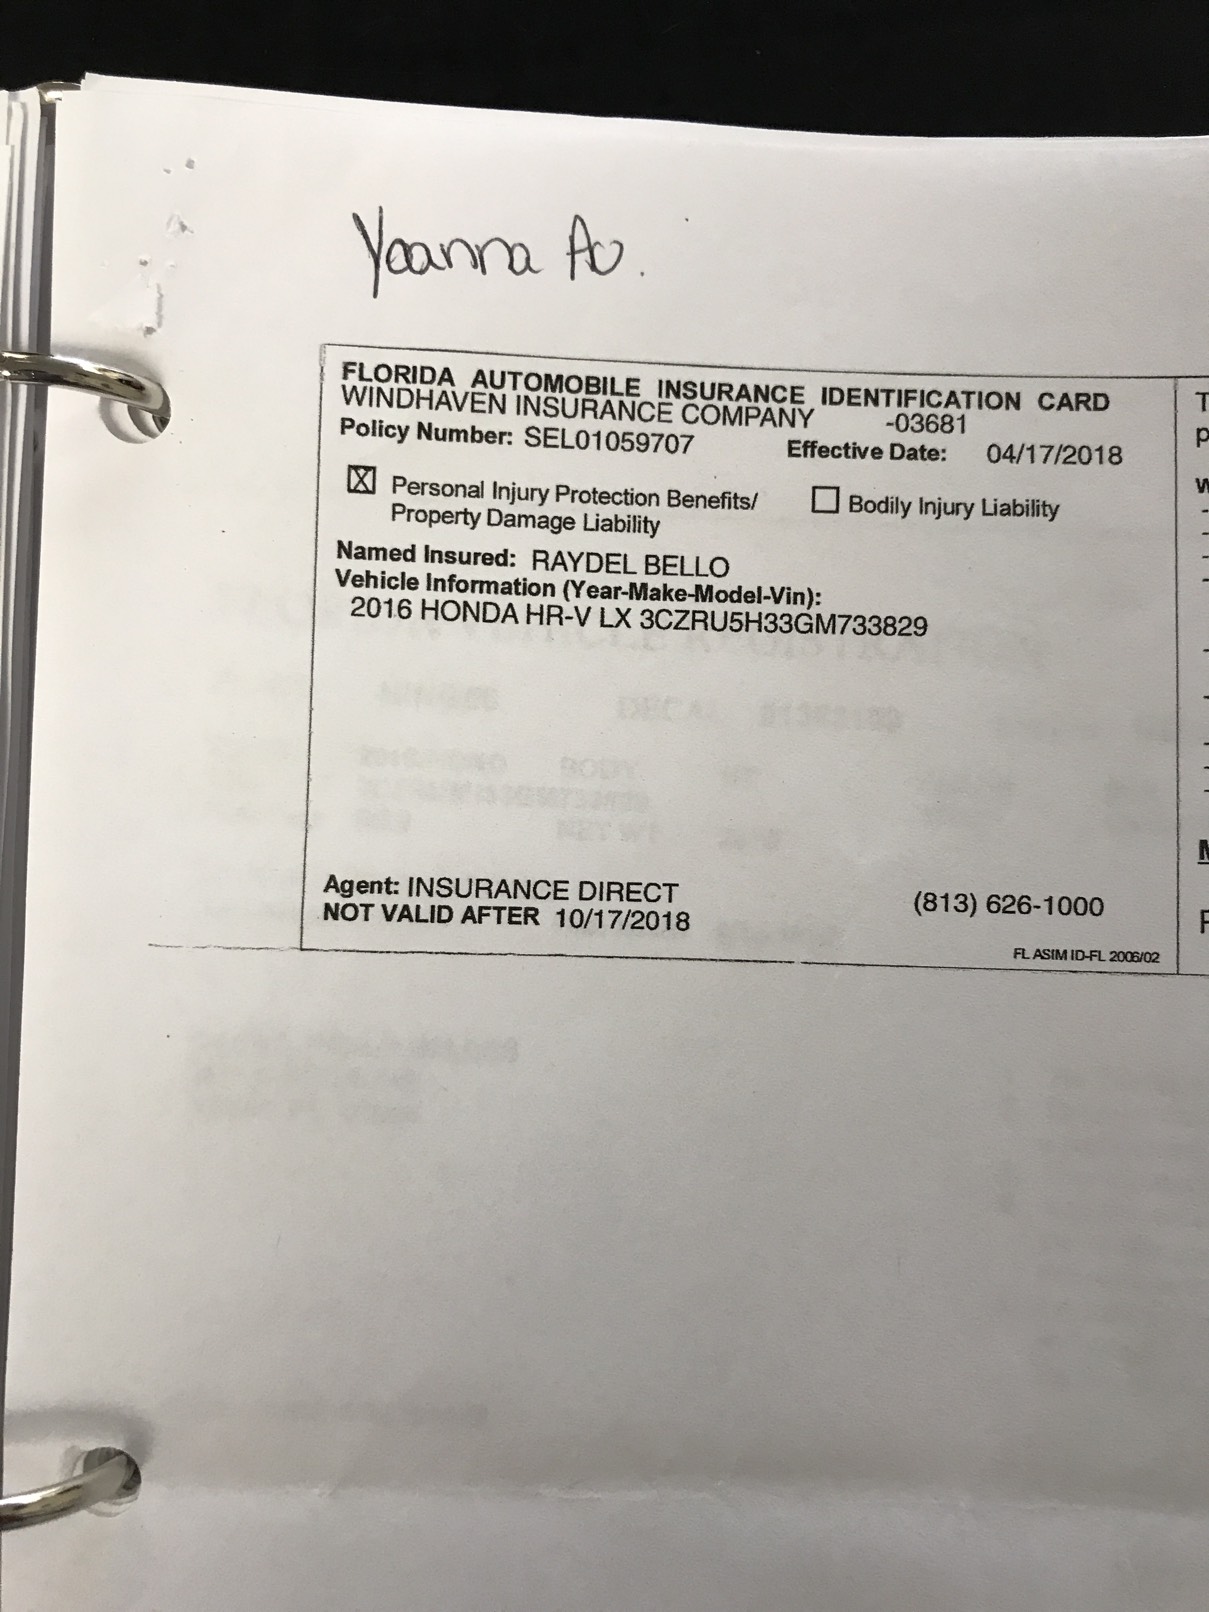 Yoanna Av.
FLORIDA AUTOMOBILE INSURANCE IDENTIFICATION CARD
WINDHAVEN INSURANCE COMPANY -03681
Policy Number: SEL01059707 Effective Date: 04/17/2018
☒ Personal Injury Protection Benefits/ ☐ Bodily Injury Liability
Property Damage Liability
Named Insured: RAYDEL BELLO
Vehicle Information (Year-Make-Model-Vin):
2016 HONDA HR-V LX 3CZRU5H33GM733829
Agent: INSURANCE DIRECT (813) 626-1000
NOT VALID AFTER 10/17/2018
FL ASIM ID-FL 2006/02